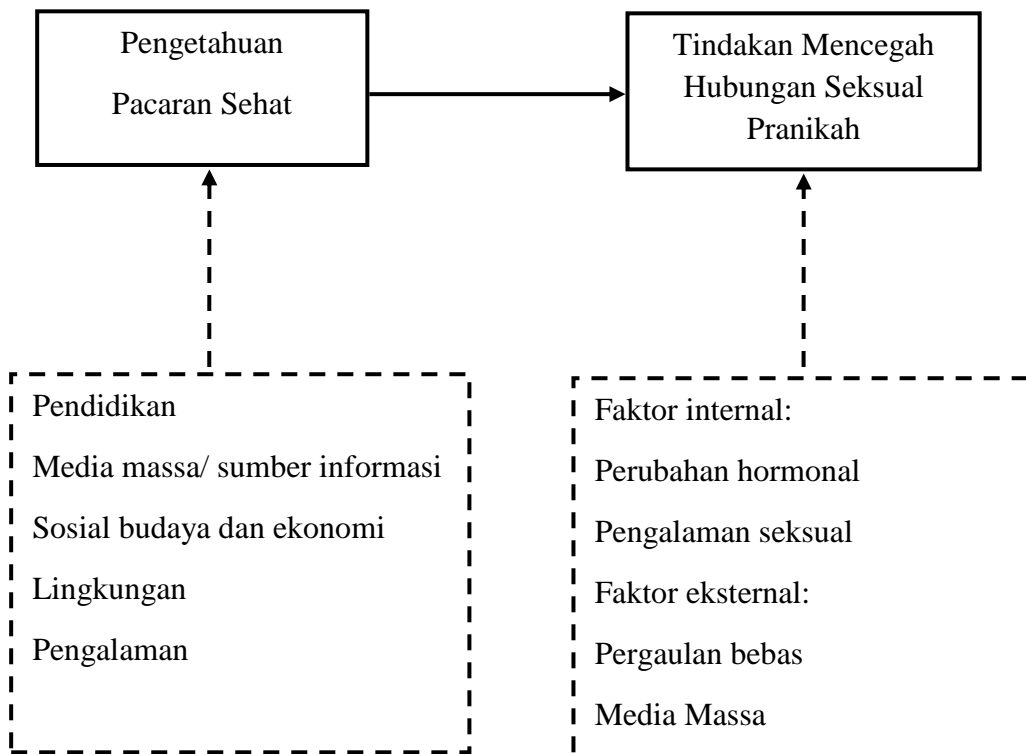 Pengetahuan
Pacaran Sehat
Tindakan Mencegah
Hubungan Seksual
Pranikah
Pendidikan
Media massa/ sumber informasi
Sosial budaya dan ekonomi
Lingkungan
Pengalaman
Faktor internal:
Perubahan hormonal
Pengalaman seksual
Faktor eksternal:
Pergaulan bebas
Media Massa